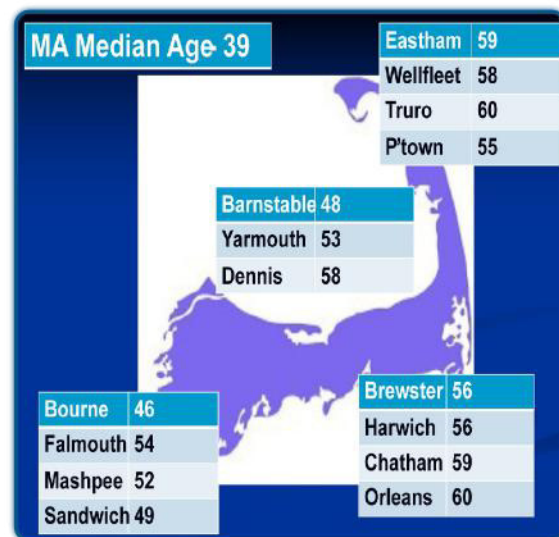 MA Median Age- 39
Eastham 59
Wellfleet 58
Truro 60
P'town 55
Barnstable 48
Yarmouth 53
Dennis 58
Bourne 46
Falmouth 54
Mashpee 52
Sandwich 49
Brewster 56
Harwich 56
Chatham 59
Orleans 60